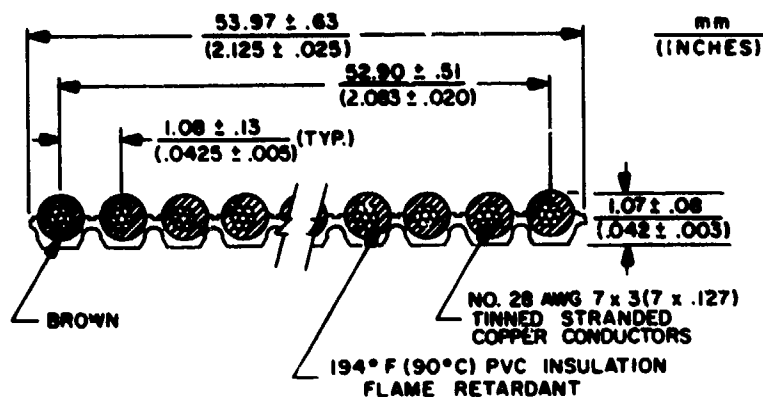 53.97 ± .63
(2.125 ± .025)
mm
(INCHES)
52.90 ± .51
(2.083 ± .020)
1.08 ± .13 (TYP.)
(.0425 ± .005)
1.07 ± .08
(.042 ± .003)
BROWN
NO. 28 AWG 7 x 3(7 x .127)
TINNED STRANDED
COPPER CONDUCTORS
194° F (90°C) PVC INSULATION
FLAME RETARDANT